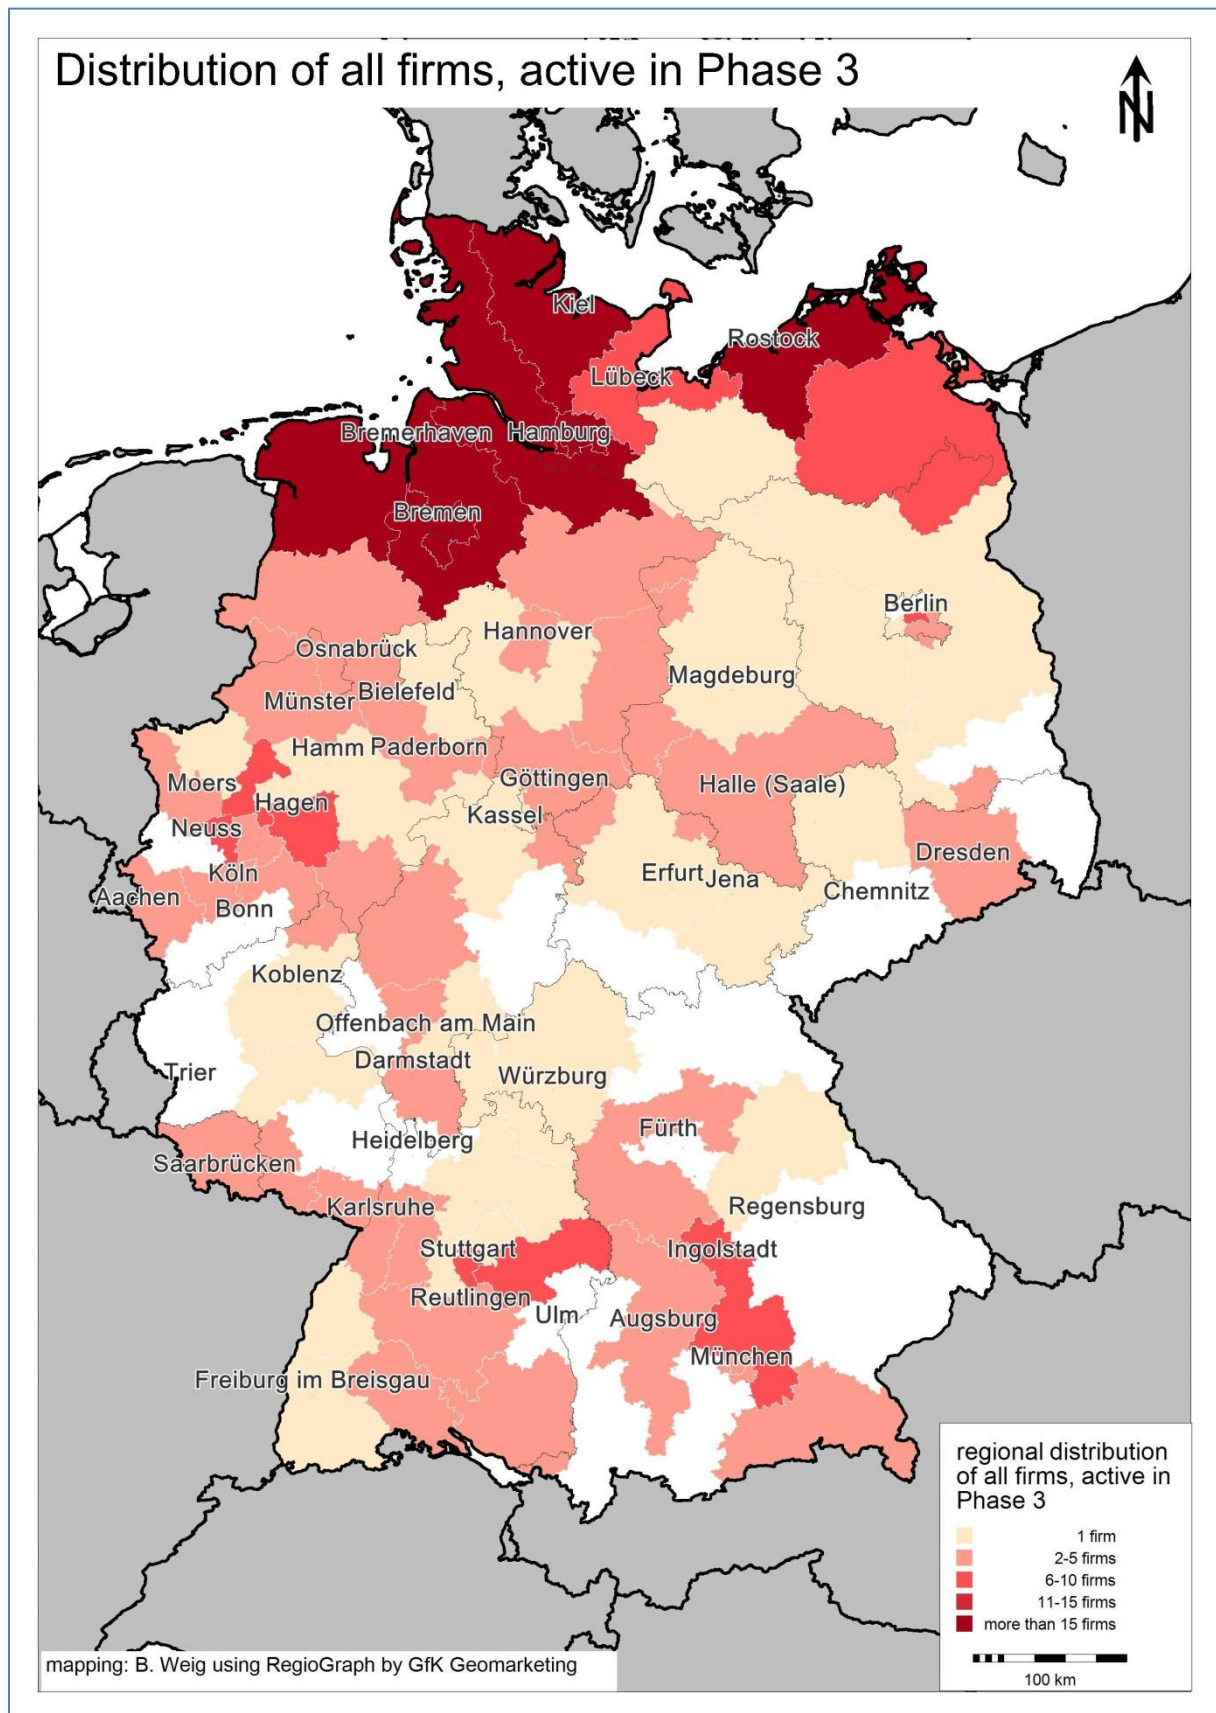 Distribution of all firms, active in Phase 3
N
Kiel
Rostock
Lübeck
Bremerhaven
Hamburg
Bremen
Berlin
Hannover
Osnabrück
Magdeburg
Münster
Bielefeld
Hamm
Paderborn
Moers
Göttingen
Halle (Saale)
Hagen
Kassel
Neuss
Dresden
Köln
Erfurt
Jena
Aachen
Chemnitz
Bonn
Koblenz
Offenbach am Main
Darmstadt
Trier
Würzburg
Fürth
Heidelberg
Saarbrücken
Karlsruhe
Regensburg
Stuttgart
Ingolstadt
Reutlingen
Ulm
Augsburg
München
Freiburg im Breisgau
regional distribution
of all firms, active in
Phase 3
1 firm
2-5 firms
6-10 firms
11-15 firms
more than 15 firms
100 km
mapping: B. Weig using RegioGraph by GfK Geomarketing